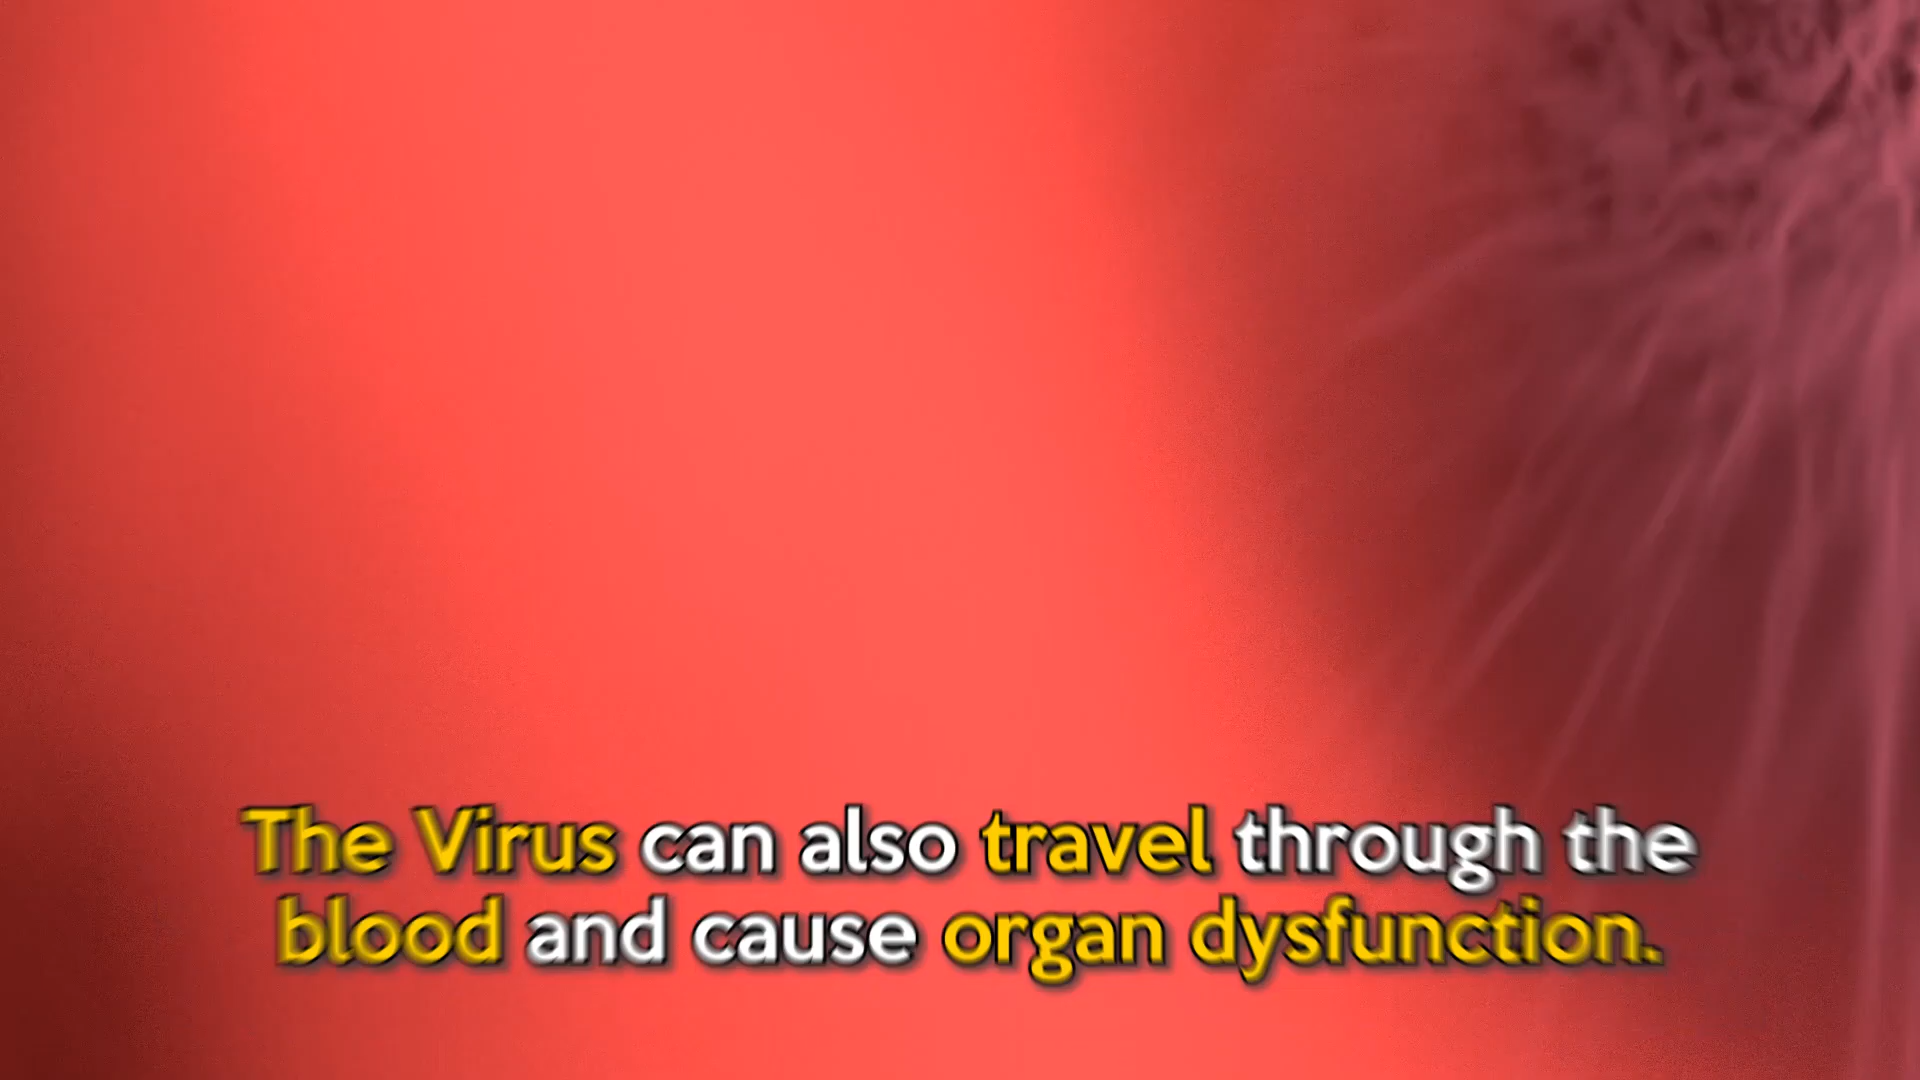 The Virus can also travel through the
blood and cause organ dysfunction.